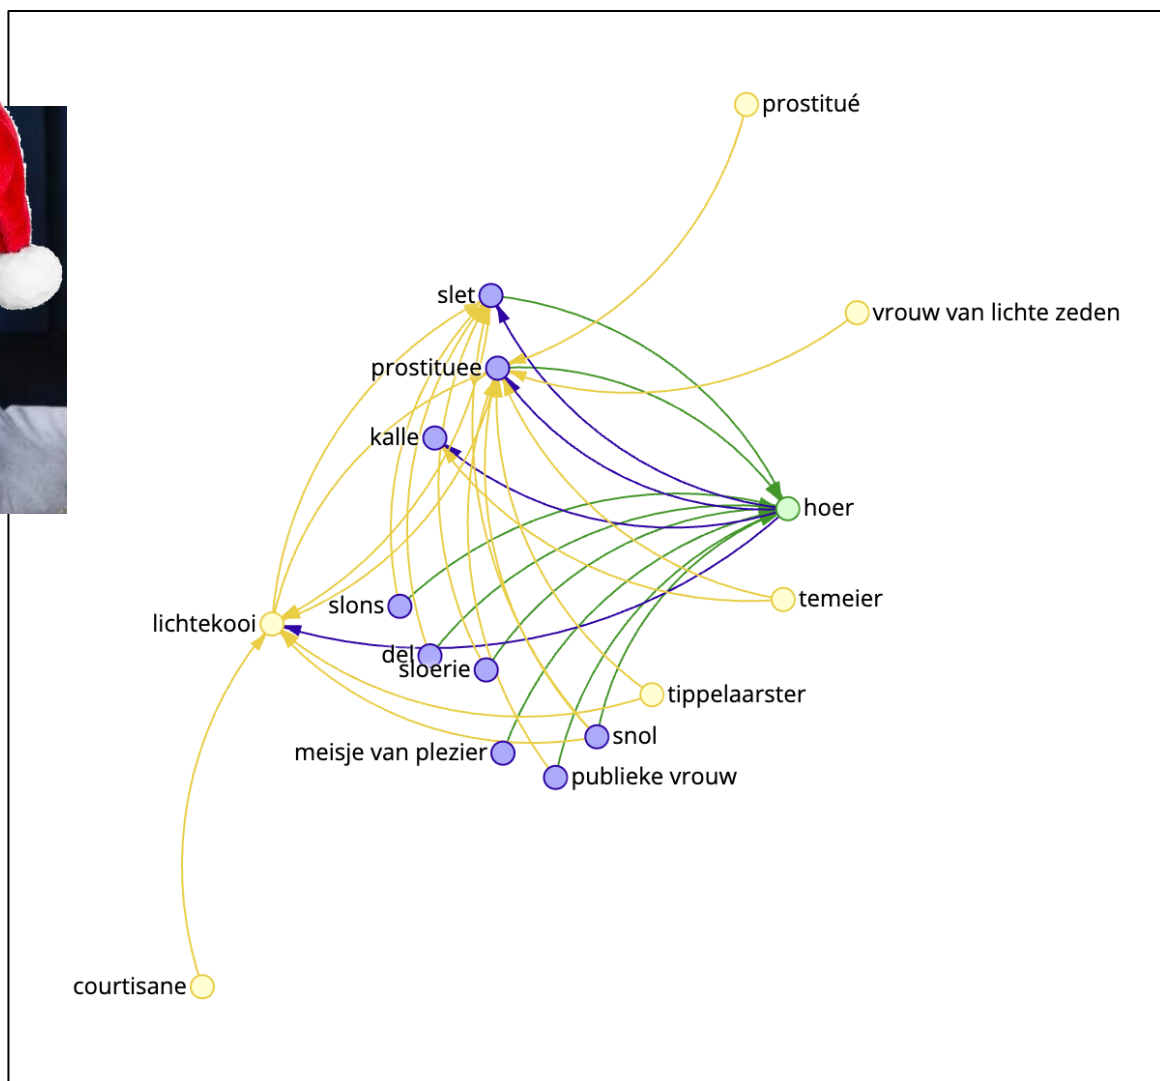 prostitué
slet
vrouw van lichte zeden
prostituee
kalle
hoer
temeier
slons
lichtekooi
del
sloerie
tippelaarster
snol
meisje van plezier
publieke vrouw
courtisane